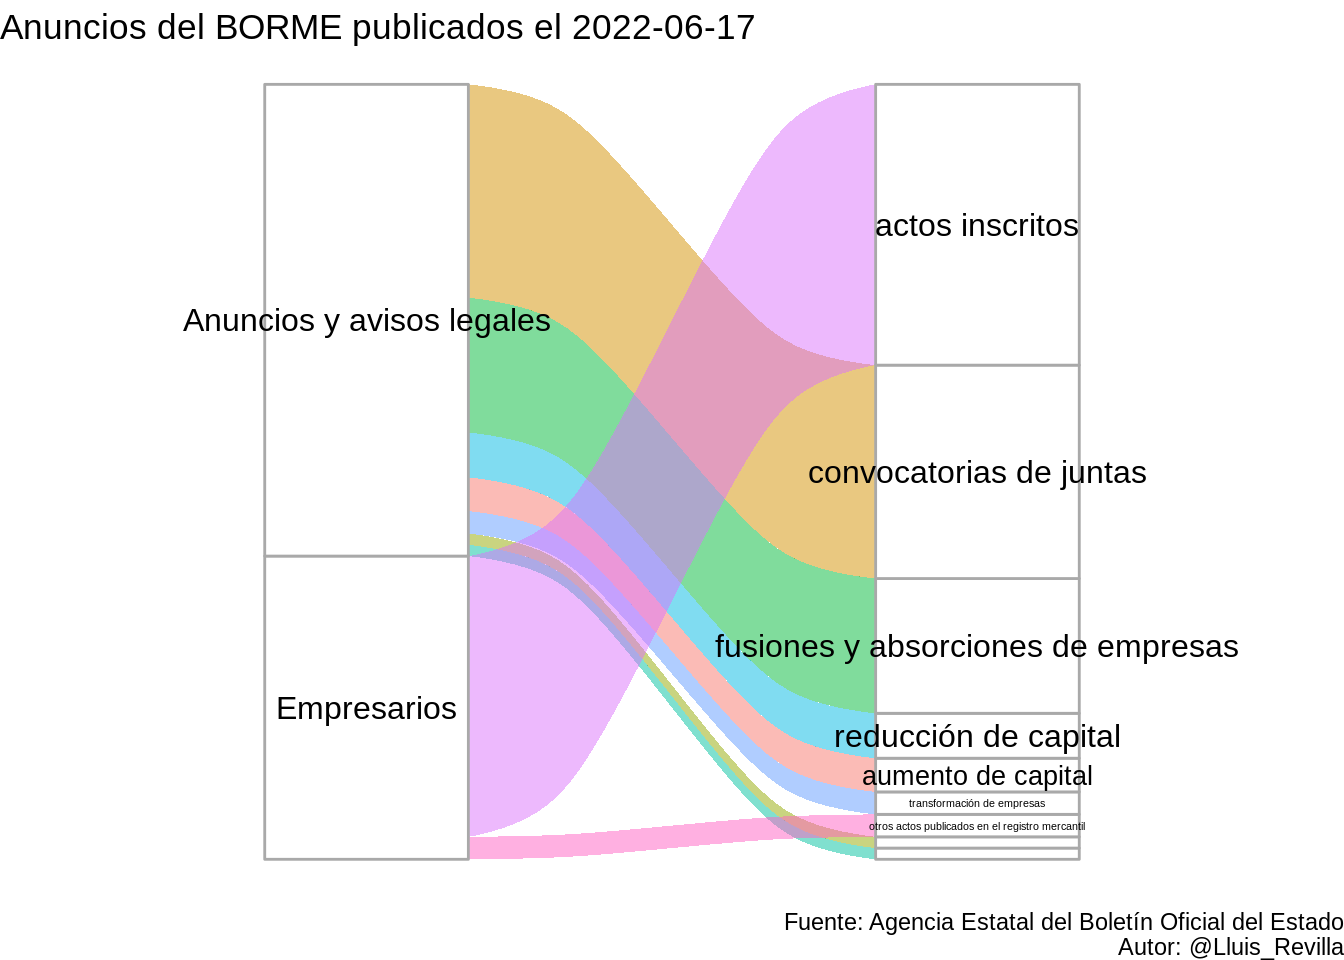 Anuncios del BORME publicados el 2022-06-17
actos inscritos
Anuncios y avisos legales
convocatorias de juntas
fusiones y absorciones de empresas
Empresarios
reducción de capital
aumento de capital
transformación de empresas
otros actos publicados en el registro mercantil
Fuente: Agencia Estatal del Boletín Oficial del Estado
Autor: @Lluis_Revilla